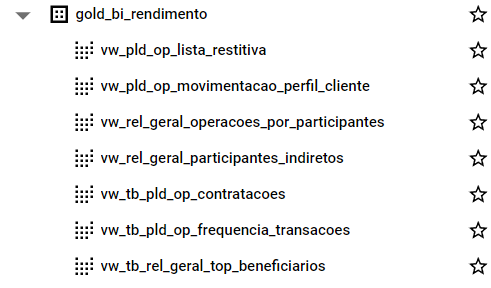 gold_bi_rendimento
vw_pld_op_lista_restitiva
vw_pld_op_movimentacao_perfil_cliente
vw_rel_geral_operacoes_por_participantes
vw_rel_geral_participantes_indiretos
vw_tb_pld_op_contratacoes
vw_tb_pld_op_frequencia_transacoes
vw_tb_rel_geral_top_beneficiarios